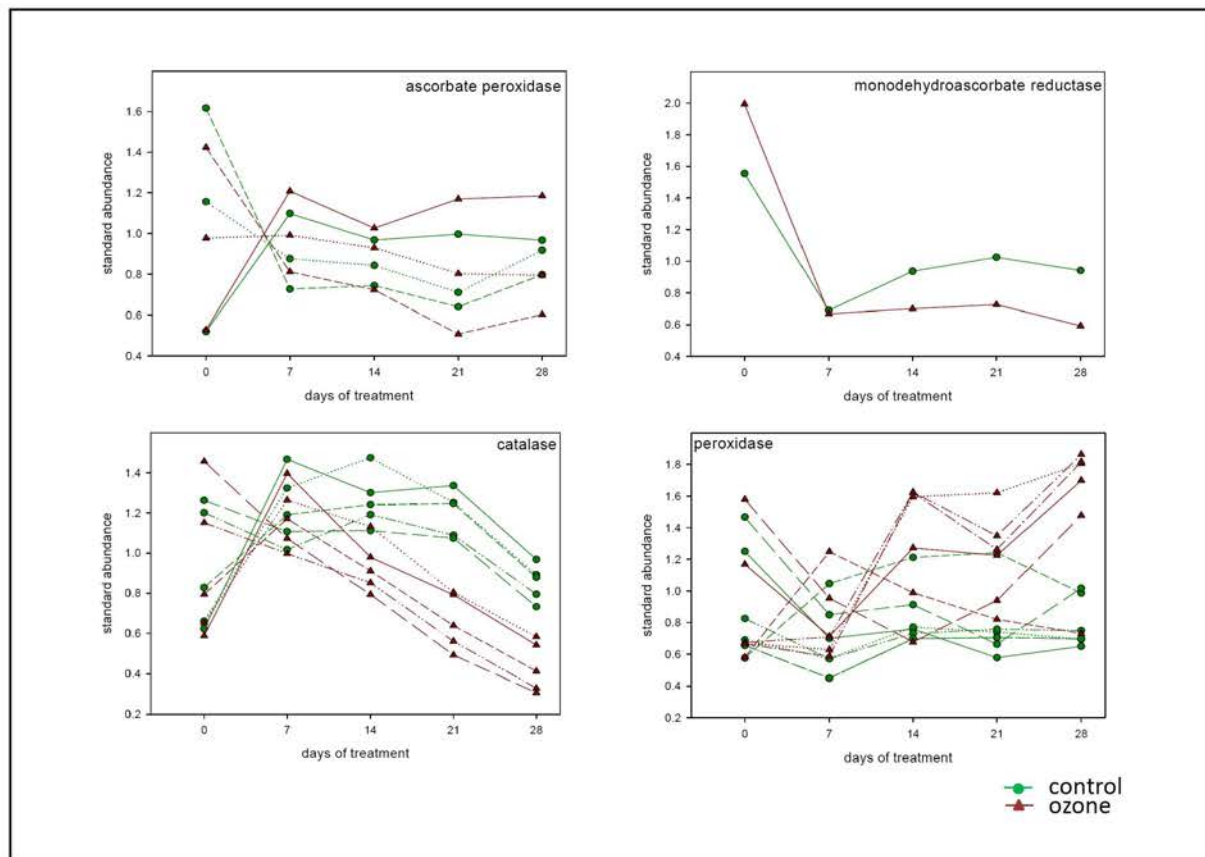 ascorbate peroxidase
standard abundance
1.6
1.4
1.2
1.0
0.8
0.6
0.4
0 7 14 21 28
days of treatment
monodehydroascorbate reductase
standard abundance
2.0
1.8
1.6
1.4
1.2
1.0
0.8
0.6
0.4
0 7 14 21 28
days of treatment
catalase
standard abundance
1.4
1.2
1.0
0.8
0.6
0.4
0.2
0 7 14 21 28
days of treatment
peroxidase
standard abundance
1.8
1.6
1.4
1.2
1.0
0.8
0.6
0.4
0.2
0 7 14 21 28
days of treatment
control
ozone